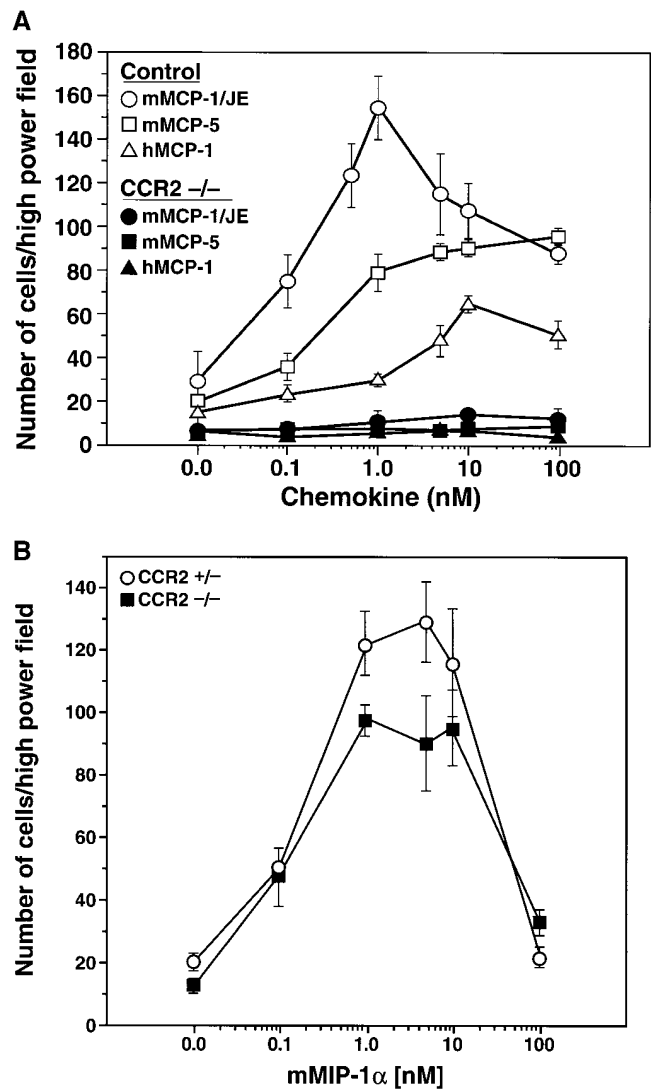 A
Number of cells/high power field
180
160
140
120
100
80
60
40
20
0
Control
mMCP-1/JE
mMCP-5
hMCP-1
CCR2 –/–
mMCP-1/JE
mMCP-5
hMCP-1
0.0 0.1 1.0 10 100
Chemokine (nM)
B
Number of cells/high power field
140
120
100
80
60
40
20
0
CCR2 +/–
CCR2 –/–
0.0 0.1 1.0 10 100
mMIP-1α [nM]